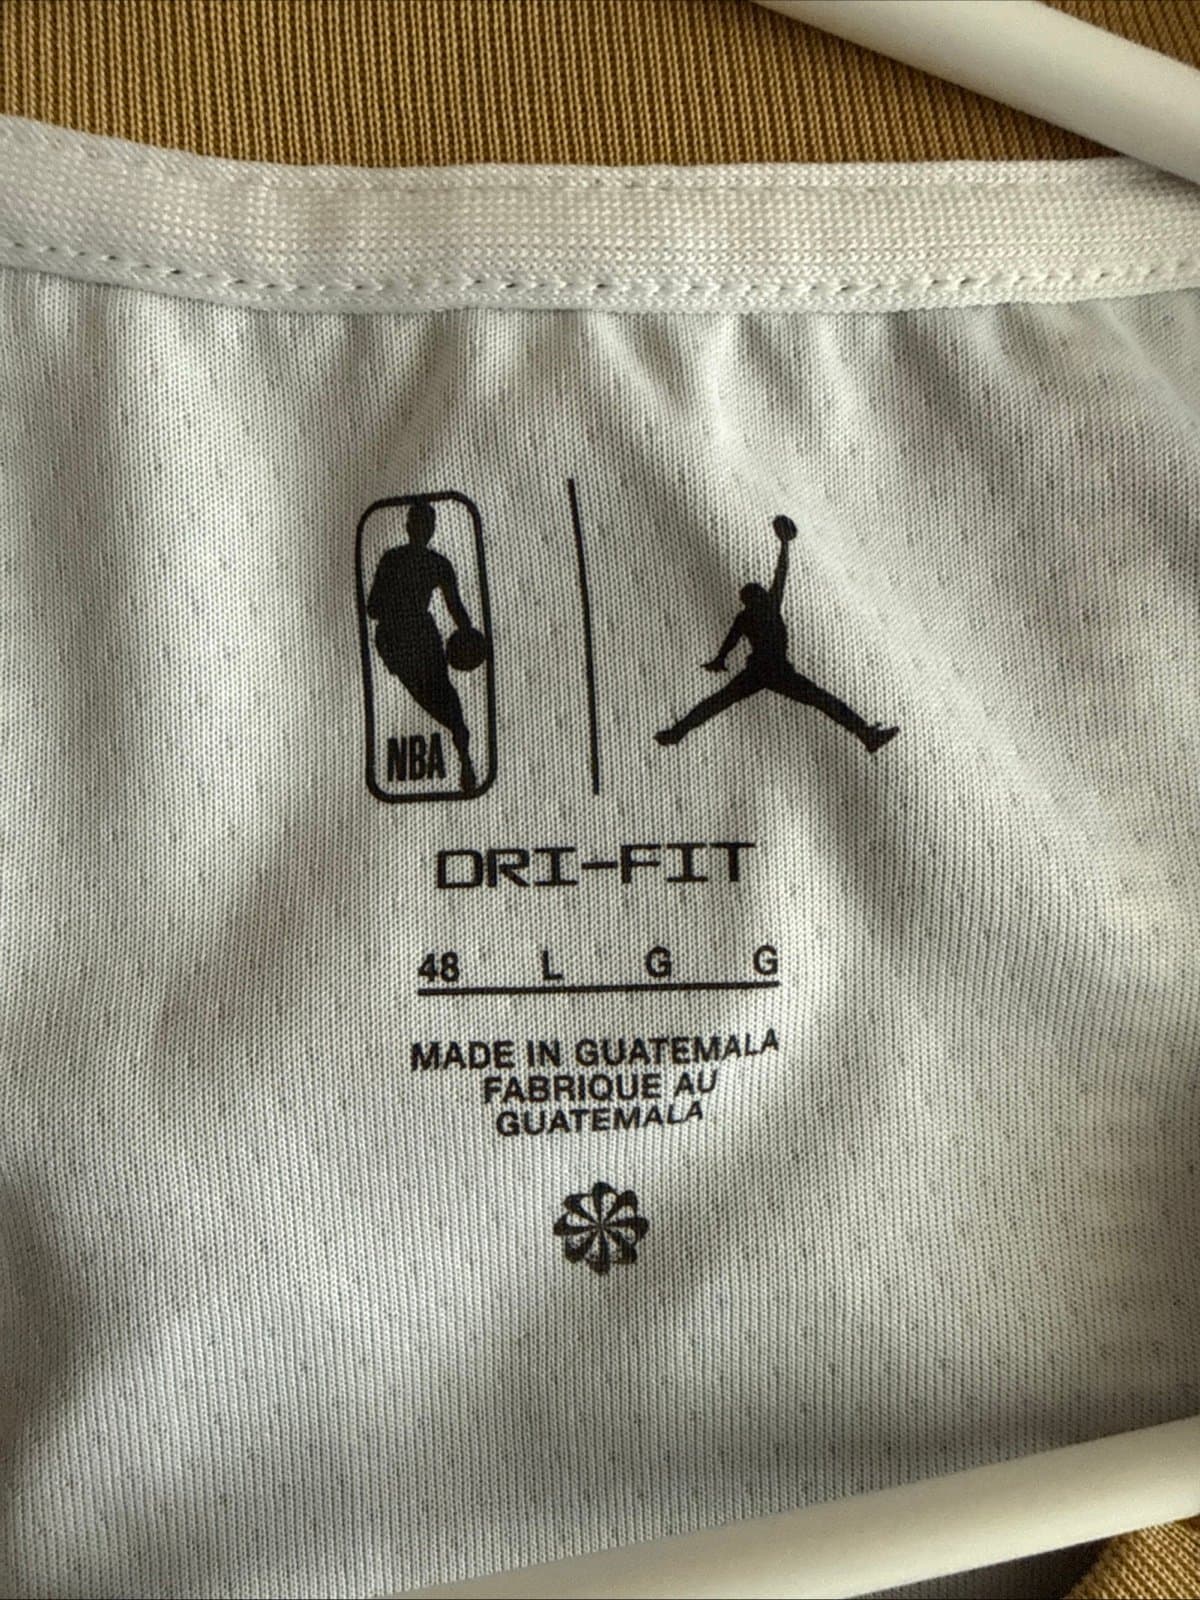 NBA
DRI-FIT
48 L G G
MADE IN GUATEMALA
FABRIQUE AU
GUATEMALA